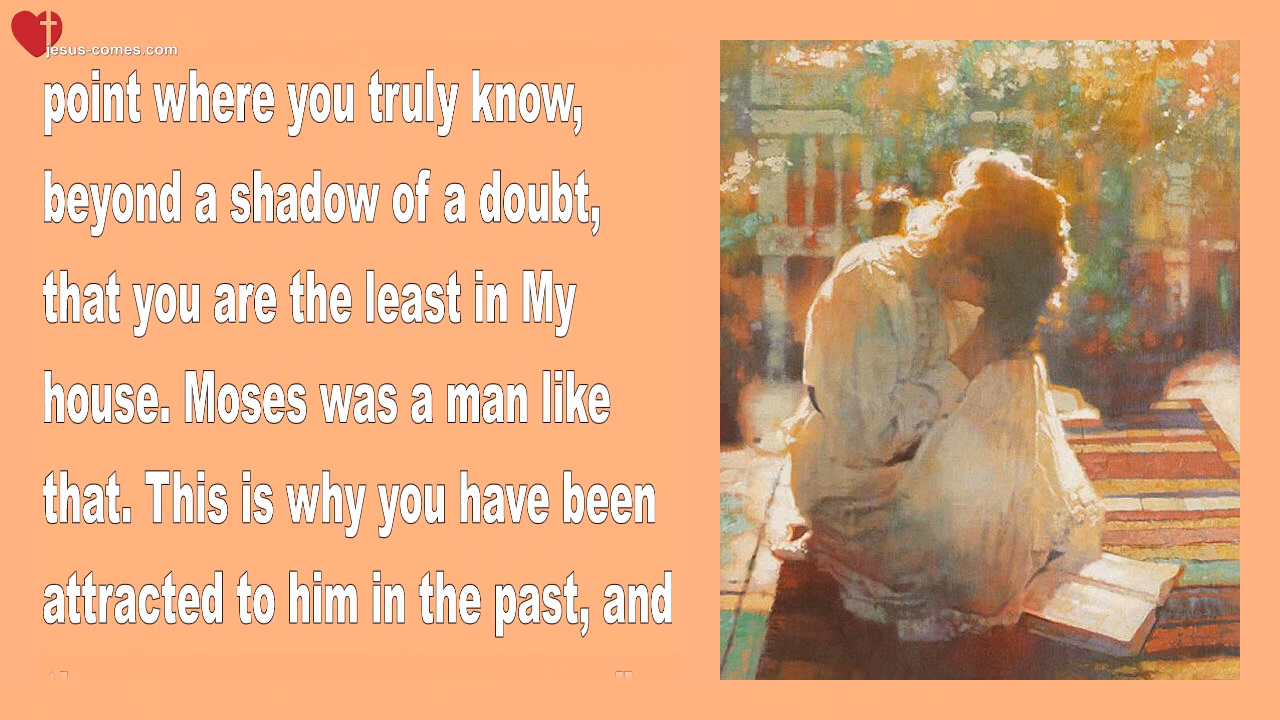 jesus-comes.com
point where you truly know,
beyond a shadow of a doubt,
that you are the least in My
house. Moses was a man like
that. This is why you have been
attracted to him in the past, and